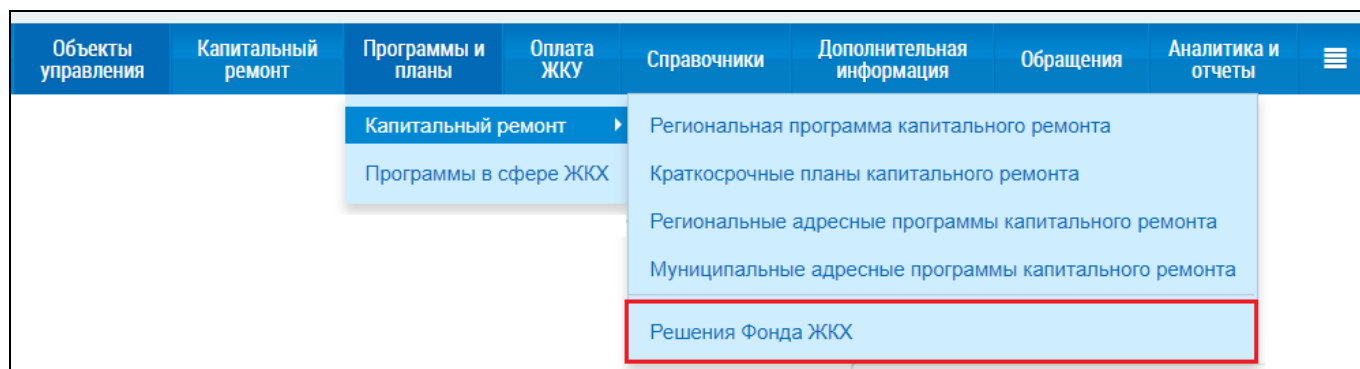 Объекты управления
Капитальный ремонт
Программы и планы
Оплата ЖКУ
Справочники
Дополнительная информация
Обращения
Аналитика и отчеты
Капитальный ремонт
Программы в сфере ЖКХ
Региональная программа капитального ремонта
Краткосрочные планы капитального ремонта
Региональные адресные программы капитального ремонта
Муниципальные адресные программы капитального ремонта
Решения Фонда ЖКХ